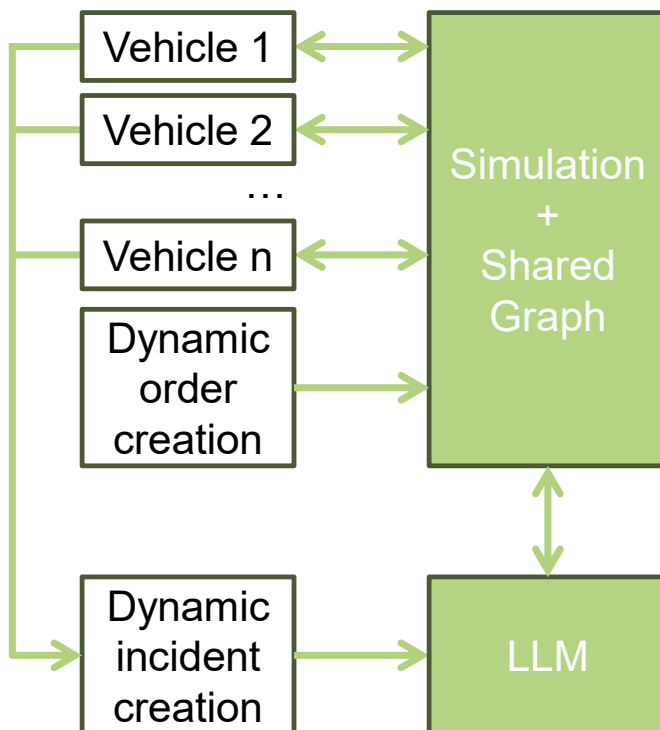 Vehicle 1
Vehicle 2
...
Vehicle n
Dynamic
order
creation
Simulation
+
Shared
Graph
Dynamic
incident
creation
LLM